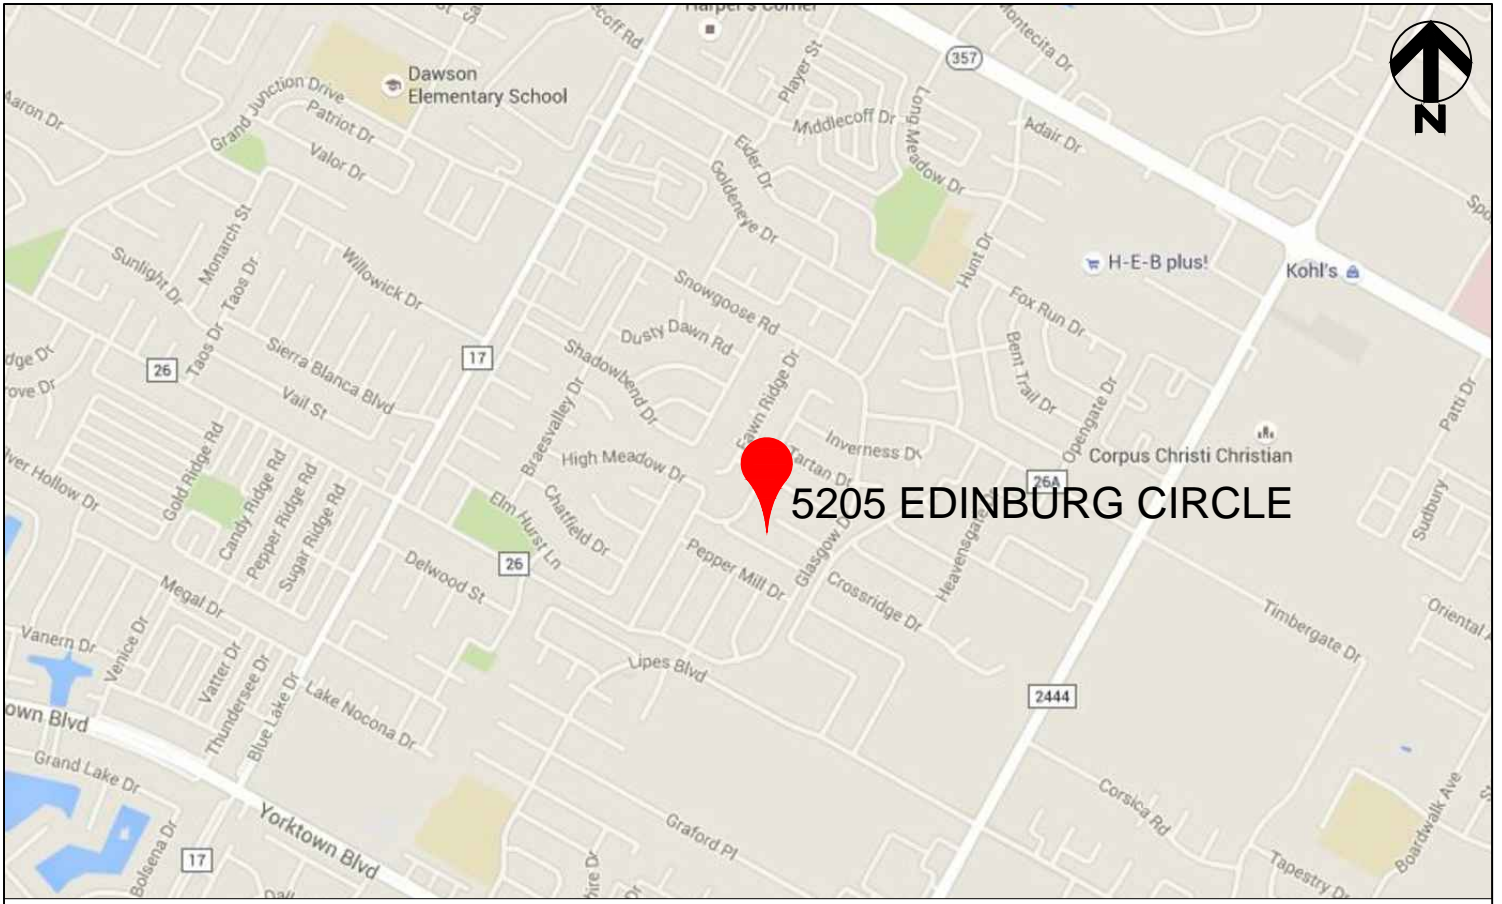 Harper's Corner
357
Montecita Dr
Player St
Dawson
Elementary School
Grand Junction Drive
Patriot Dr
Valor Dr
Aaron Dr
Middlecoff Dr
Long Meadow Dr
Adair Dr
N
Eider Dr
Goldeneye Dr
Monarch St
Sunlight Dr
Taos Dr
Taos Dr
Willowick Dr
Hunt Dr
H-E-B plus!
Kohl's
Snowgoose Rd
Fox Run Dr
Dusty Dawn Rd
Shadowbend Dr
Bent Trail Dr
17
26
Sierra Blanca Blvd
Vail St
Braesvalley Dr
Opengate Dr
Patti Dr
Inverness Dr
Tartan Dr
Corpus Christi Christian
High Meadow Dr
26A
5205 EDINBURG CIRCLE
Gold Ridge Rd
Candy Ridge Rd
Pepper Ridge Rd
Sugar Ridge Rd
Elm Hurst Ln
Chatfield Dr
Sudbury
26
Delwood St
Pepper Mill Dr
Glasgow Dr
Crossridge Dr
Megal Dr
Timbergate Dr
Oriental
Vanern Dr
Venice Dr
Vatter Dr
Thundersee Dr
Blue Lake Dr
Lake Nocona Dr
Lipes Blvd
2444
own Blvd
Grand Lake Dr
Yorktown Blvd
Corsica Rd
Boardwalk Ave
Graford Pl
17
Bolsena Dr
Tapestry Dr